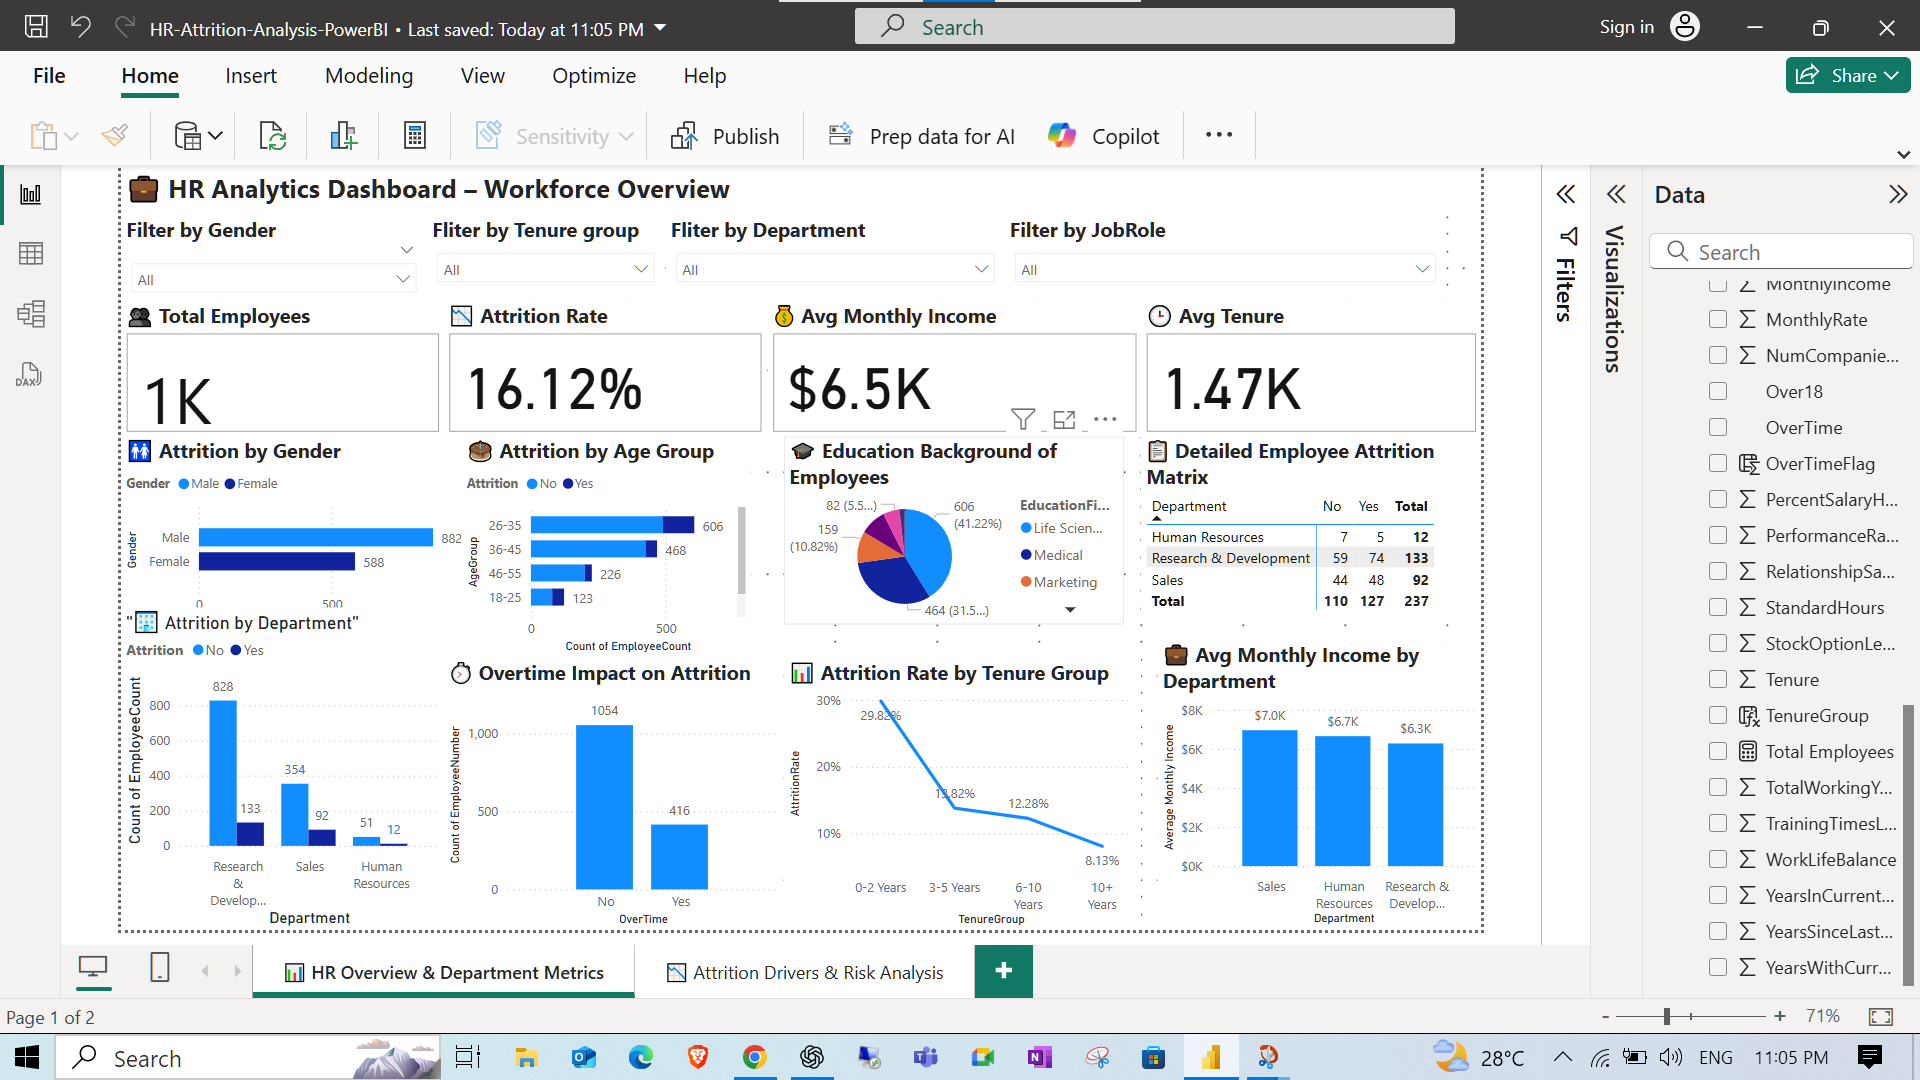 HR-Attrition-Analysis-PowerBI • Last saved: Today at 11:05 PM
Search
Sign in
File
Home
Insert
Modeling
View
Optimize
Help
Share
Sensitivity
Publish
Prep data for AI
Copilot
HR Analytics Dashboard – Workforce Overview
Filter by Gender
All
Fliter by Tenure group
All
Fliter by Department
All
Filter by JobRole
All
Total Employees
1K
Attrition Rate
16.12%
Avg Monthly Income
$6.5K
Avg Tenure
1.47K
Attrition by Gender
Gender Male Female
Gender
Male 882
Female 588
0 500
Attrition by Age Group
Attrition No Yes
AgeGroup
26-35 606
36-45 468
46-55 226
18-25 123
0 500
Count of EmployeeCount
Education Background of
Employees
82 (5.5...)
159
(10.82%)
606
(41.22%)
464 (31.5...)
EducationFi...
Life Scien...
Medical
Marketing
Detailed Employee Attrition
Matrix
Department No Yes Total
Human Resources 7 5 12
Research & Development 59 74 133
Sales 44 48 92
Total 110 127 237
"Attrition by Department"
Attrition No Yes
Count of EmployeeCount
800
600
400
200
0
828
133
354
92
51
12
Research
&
Develop...
Sales
Human
Resources
Department
Overtime Impact on Attrition
Count of EmployeeNumber
1,000
500
0
1054
416
No
Yes
OverTime
Attrition Rate by Tenure Group
AttritionRate
30%
20%
10%
29.82%
13.82%
12.28%
8.13%
0-2 Years
3-5 Years
6-10
Years
10+
Years
TenureGroup
Avg Monthly Income by
Department
Average Monthly Income
$8K
$6K
$4K
$2K
$0K
$7.0K
$6.7K
$6.3K
Sales
Human
Resources
Research &
Develop...
Department
Filters
Visualizations
Data
Search
MonthlyIncome
MonthlyRate
NumCompanie...
Over18
OverTime
OverTimeFlag
PercentSalaryH...
PerformanceRa...
RelationshipSa...
StandardHours
StockOptionLe...
Tenure
TenureGroup
Total Employees
TotalWorkingY...
TrainingTimesL...
WorkLifeBalance
YearsInCurrent...
YearsSinceLast...
YearsWithCurr...
HR Overview & Department Metrics
Attrition Drivers & Risk Analysis
Page 1 of 2
- + 71%
Search
28°C
ENG
11:05 PM